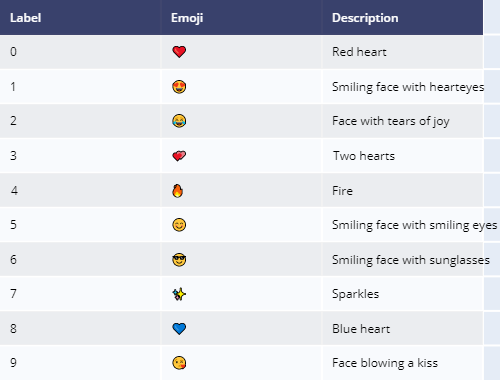 Label Emoji Description
0 ❤️ Red heart
1 😍 Smiling face with hearteyes
2 😂 Face with tears of joy
3 💕 Two hearts
4 🔥 Fire
5 😊 Smiling face with smiling eyes
6 😎 Smiling face with sunglasses
7 ✨ Sparkles
8 💙 Blue heart
9 😘 Face blowing a kiss